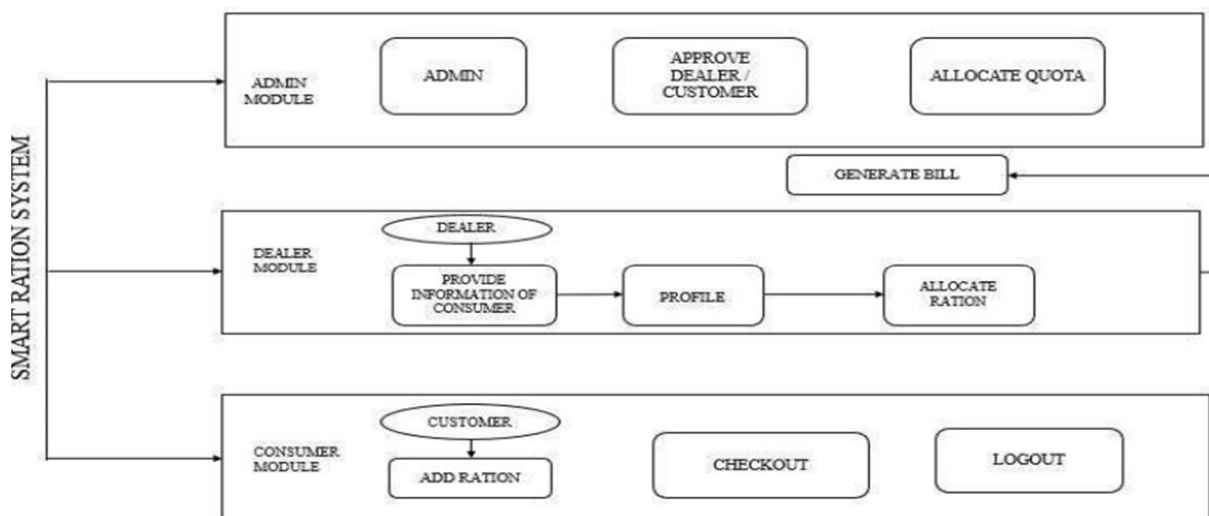 SMART RATION SYSTEM
ADMIN
MODULE
ADMIN
APPROVE
DEALER /
CUSTOMER
ALLOCATE QUOTA
GENERATE BILL
DEALER
MODULE
DEALER
PROVIDE
INFORMATION OF
CONSUMER
PROFILE
ALLOCATE
RATION
CONSUMER
MODULE
CUSTOMER
ADD RATION
CHECKOUT
LOGOUT